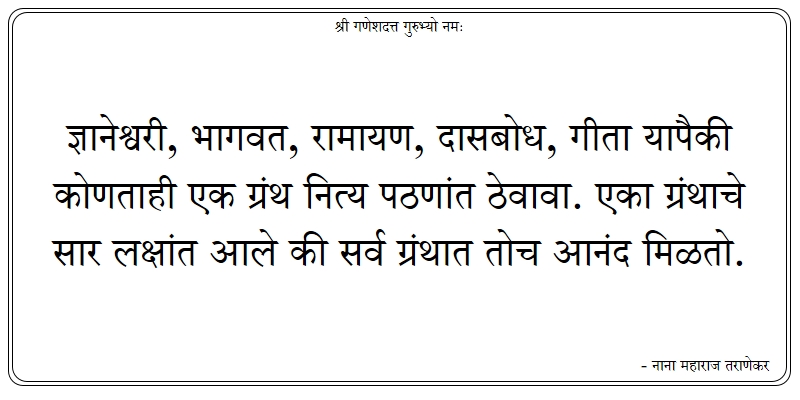 श्री गणेशदत्त गुरुभ्यो नमः
ज्ञानेश्वरी, भागवत, रामायण, दासबोध, गीता यापैकी
कोणताही एक ग्रंथ नित्य पठणांत ठेवावा. एका ग्रंथाचे
सार लक्षांत आले की सर्व ग्रंथात तोच आनंद मिळतो.
- नाना महाराज तराणेकर